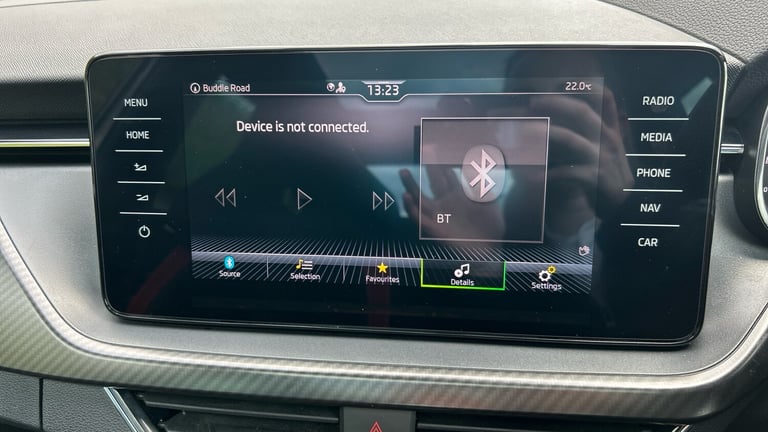 MENU
HOME
Buddle Road
13:23
22.0°C
Device is not connected.
BT
Source
Selection
Favourites
Details
Settings
RADIO
MEDIA
PHONE
NAV
CAR